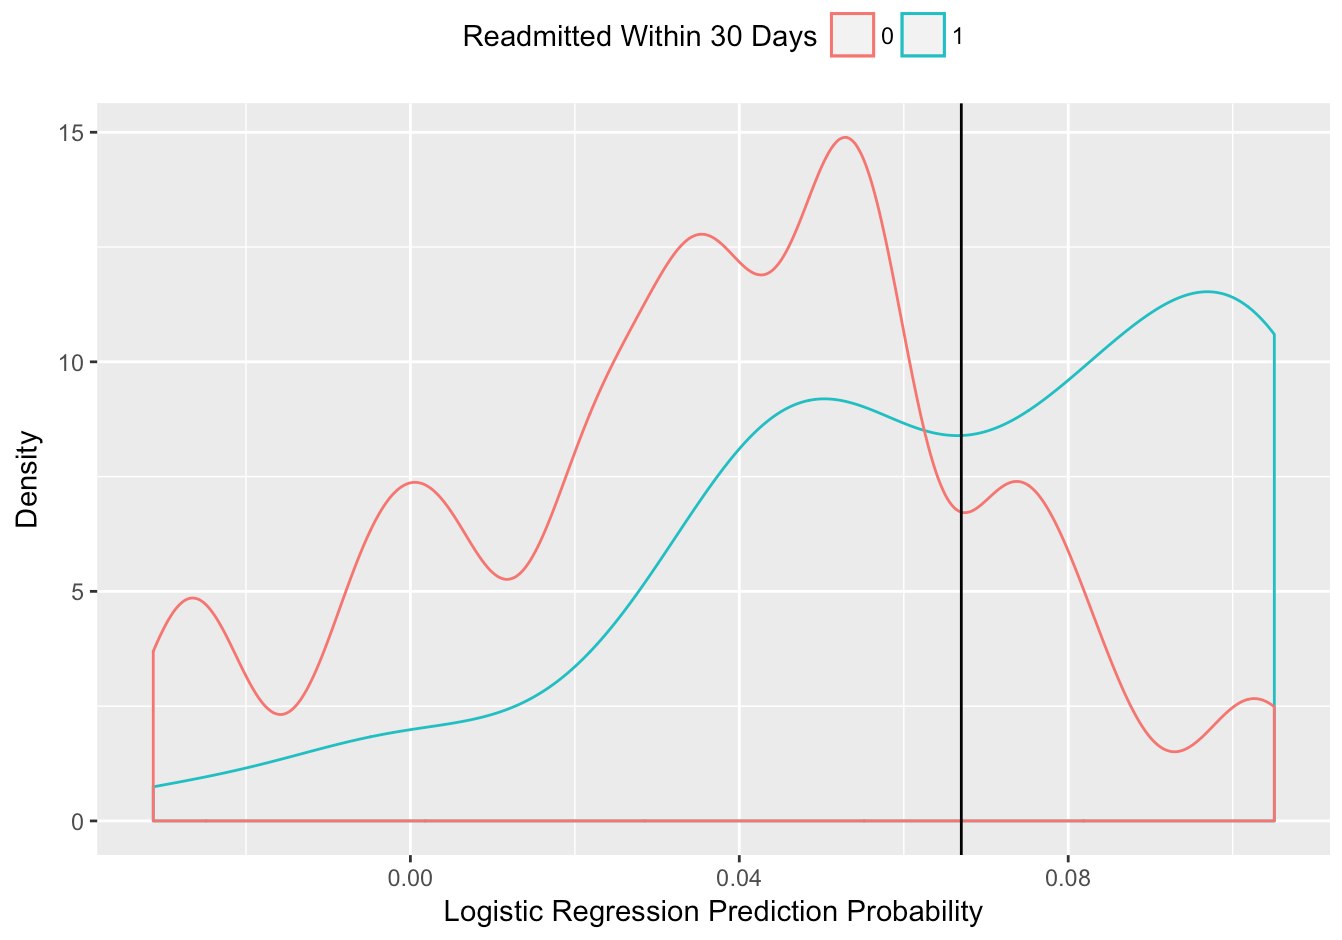 Readmitted Within 30 Days 0 1
15
10
5
0
Density
0.00 0.04 0.08
Logistic Regression Prediction Probability